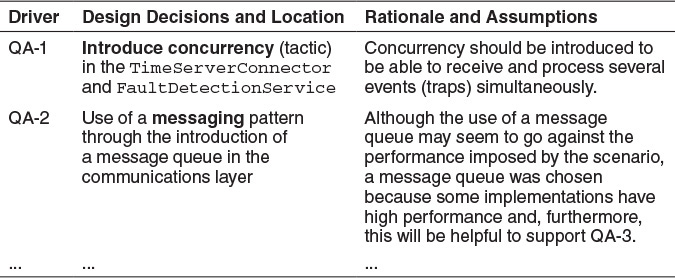 Driver Design Decisions and Location Rationale and Assumptions
QA-1 Introduce concurrency (tactic) Concurrency should be introduced to
in the TimeServerConnector be able to receive and process several
and FaultDetectionService events (traps) simultaneously.
QA-2 Use of a messaging pattern Although the use of a message
through the introduction of queue may seem to go against the
a message queue in the performance imposed by the scenario,
communications layer a message queue was chosen
because some implementations have
high performance and, furthermore,
this will be helpful to support QA-3.
... ... ...